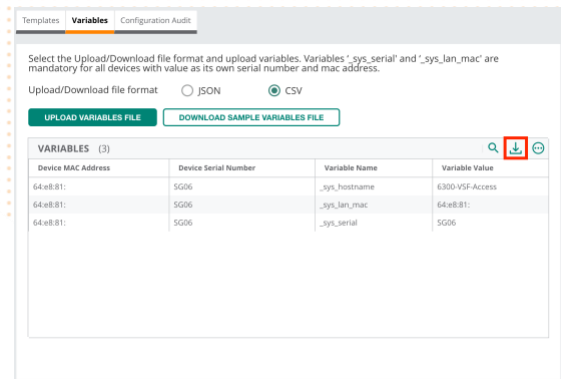 Templates Variables Configuration Audit
Select the Upload/Download file format and upload variables. Variables '_sys_serial' and '_sys_lan_mac' are
mandatory for all devices with value as its own serial number and mac address.
Upload/Download file format JSON CSV
UPLOAD VARIABLES FILE DOWNLOAD SAMPLE VARIABLES FILE
VARIABLES (3)
Device MAC Address Device Serial Number Variable Name Variable Value
64:e8:81: SG06 _sys_hostname 6300-VSF-Access
64:e8:81: SG06 _sys_lan_mac 64:e8:81:
64:e8:81: SG06 _sys_serial SG06